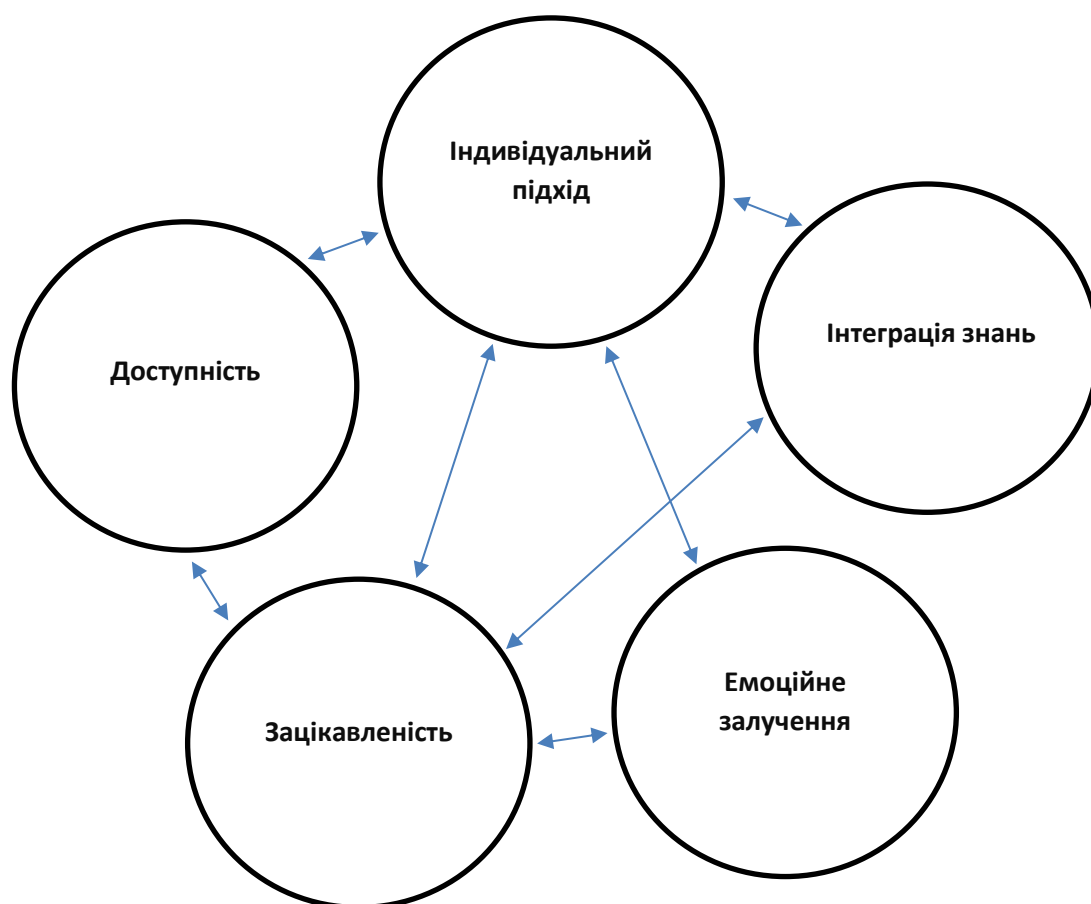 Індивідуальний
підхід
Інтеграція знань
Доступність
Емоційне
залучення
Зацікавленість